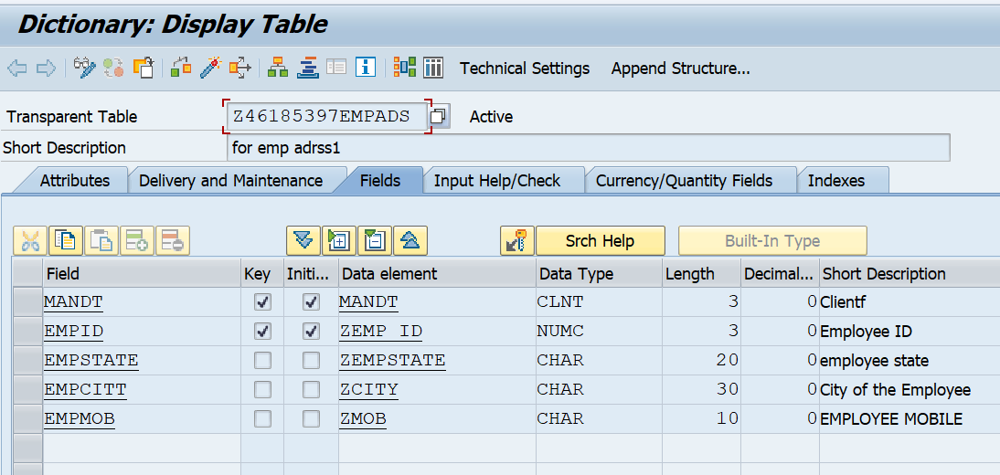 Dictionary: Display Table
Technical Settings Append Structure...
Transparent Table Z46185397EMPADS Active
Short Description for emp adrss1
Attributes Delivery and Maintenance Fields Input Help/Check Currency/Quantity Fields Indexes
Srch Help Built-In Type
Field Key Initi... Data element Data Type Length Decimal... Short Description
MANDT MANDT CLNT 3 0 Clientf
EMPID ZEMP_ID NUMC 3 0 Employee ID
EMPSTATE ZEMPSTATE CHAR 20 0 employee state
EMPCITT ZCITY CHAR 30 0 City of the Employee
EMPMOB ZMOB CHAR 10 0 EMPLOYEE MOBILE